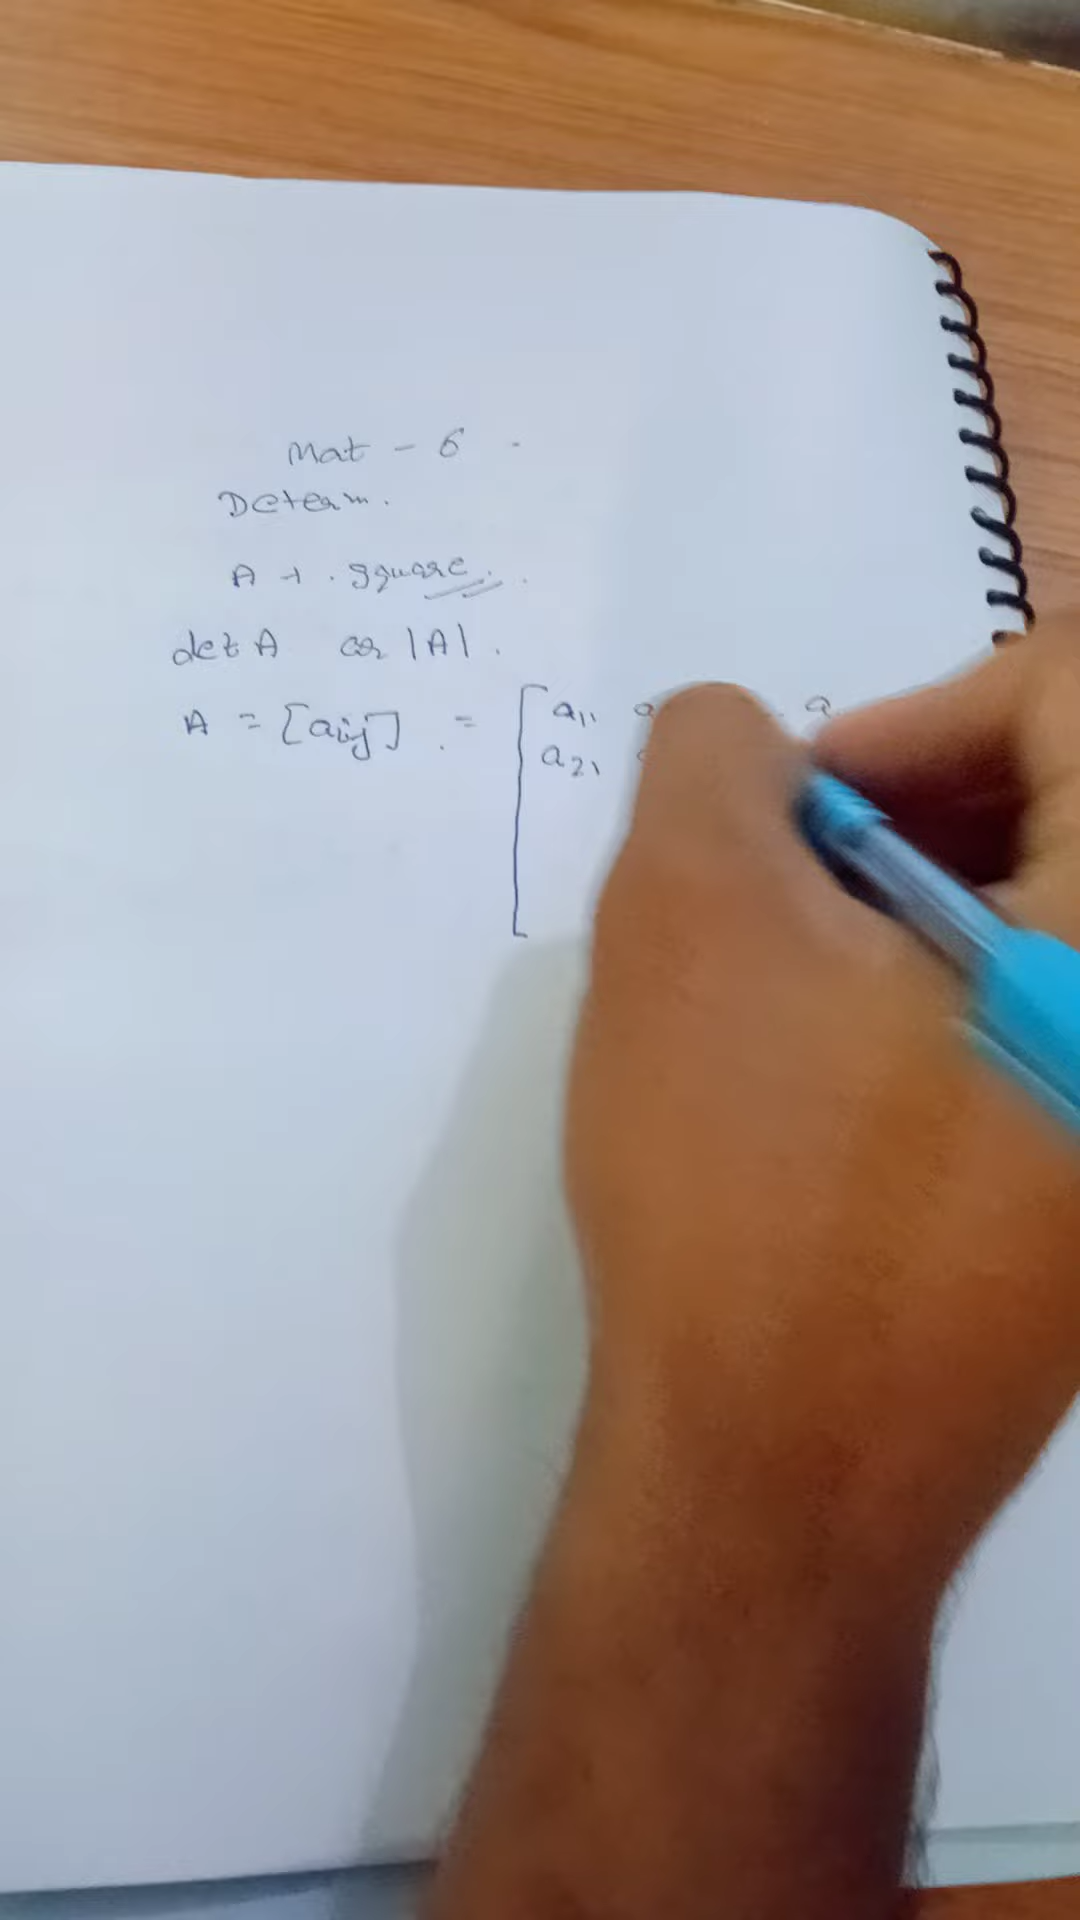 Mat - 6
Determ.
A → . square.
det A or |A|.
A = [aij] = [ a11 a . a
a21